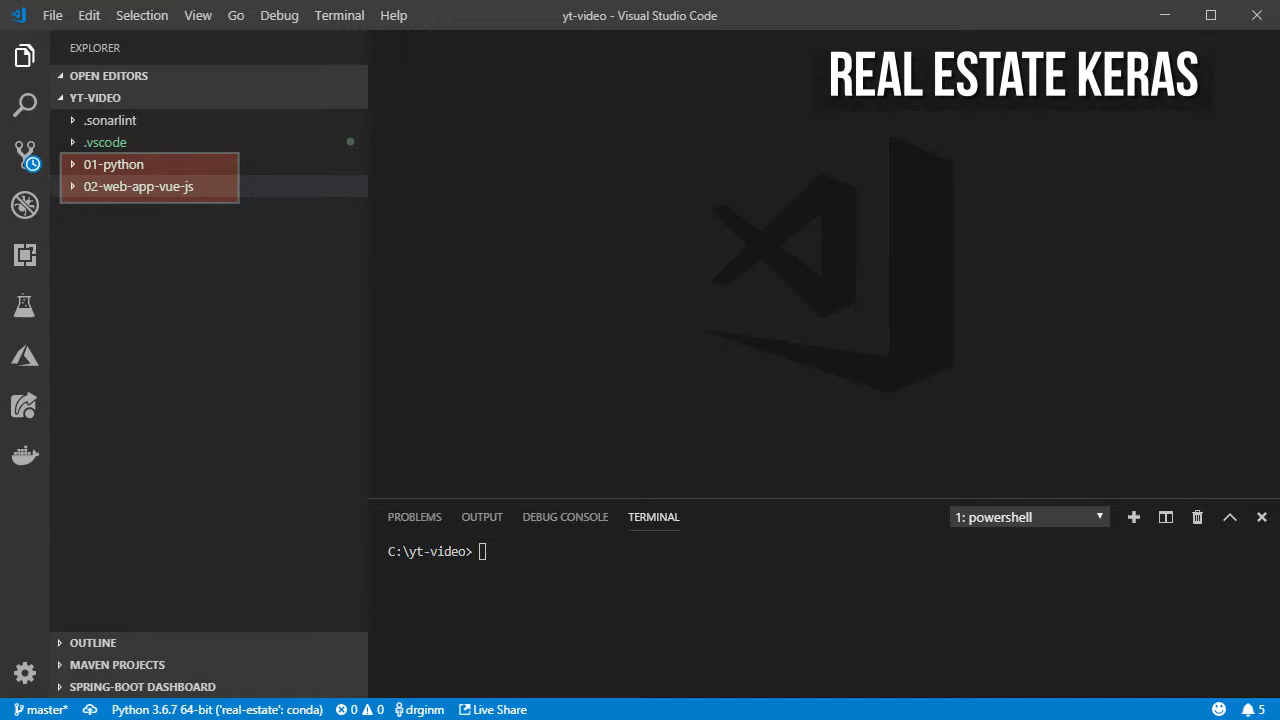 File Edit Selection View Go Debug Terminal Help
yt-video - Visual Studio Code
EXPLORER
OPEN EDITORS
YT-VIDEO
.sonarlint
.vscode
01-python
02-web-app-vue-js
REAL ESTATE KERAS
PROBLEMS OUTPUT DEBUG CONSOLE TERMINAL
1: powershell
C:\yt-video>
OUTLINE
MAVEN PROJECTS
SPRING-BOOT DASHBOARD
master* Python 3.6.7 64-bit ('real-estate': conda) 0 0 drginm Live Share 5